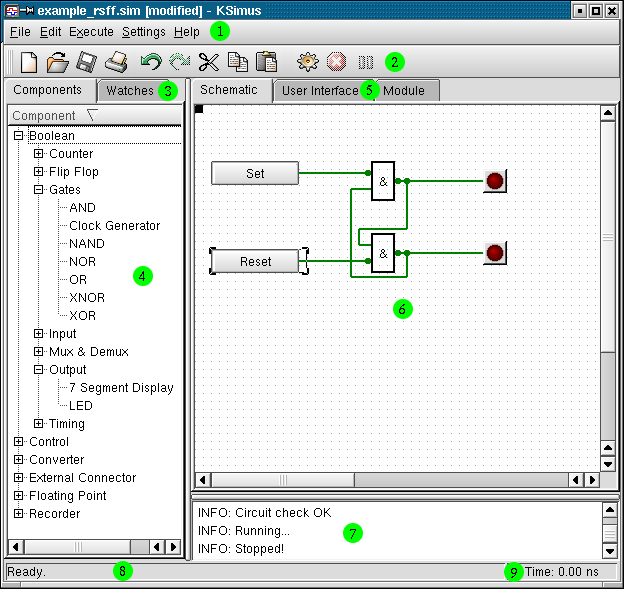 example_rsff.sim [modified] - KSimus
File Edit Execute Settings Help 1
2
Components Watches 3
Schematic User Interface 5 Module
Component
Boolean
Counter
Flip Flop
Gates
AND
Clock Generator
NAND
NOR
OR
XNOR
XOR
Input
Mux & Demux
Output
7 Segment Display
LED
Timing
Control
Converter
External Connector
Floating Point
Recorder
4
Set
&
Reset
&
6
INFO: Circuit check OK
INFO: Running...
INFO: Stopped!
7
Ready. 8
9 Time: 0.00 ns